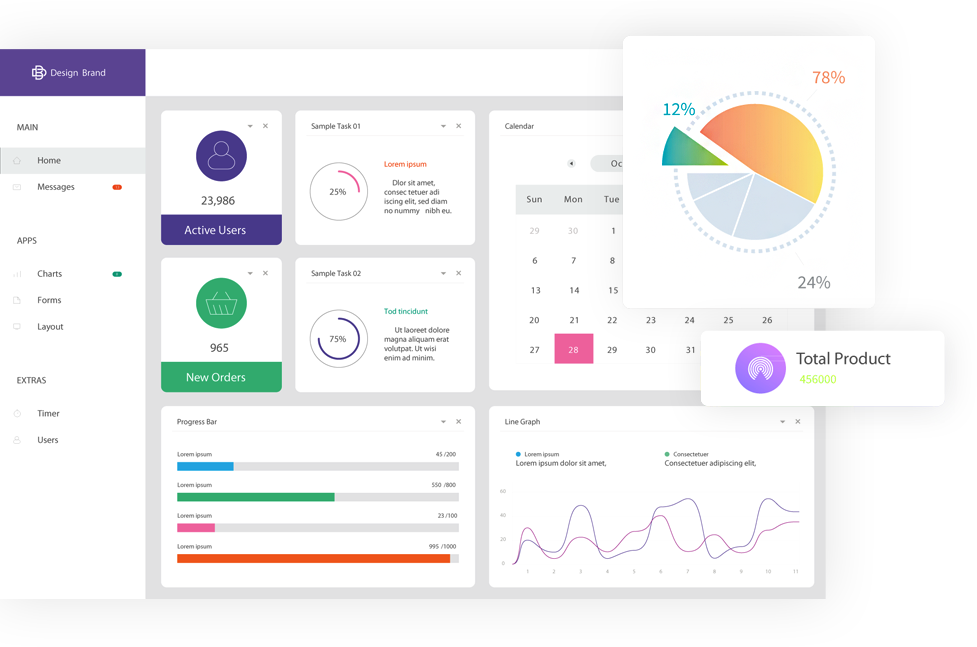 Design Brand
MAIN
Home
Messages
APPS
Charts
Forms
Layout
EXTRAS
Timer
Users
23,986
Active Users
Sample Task 01
25%
Lorem ipsum
Dlor sit amet,
consec tetuer adi
iscing elit, sed diam
no nummy nibh eu.
965
New Orders
Sample Task 02
75%
Tod tincidunt
Ut laoreet dolore
magna aliquam erat
volutpat. Ut wisi
enim ad minim.
Calendar
Oc
Sun Mon Tue
29 30 1
6 7 8
13 14 15
20 21 22 23 24 25 26
27 28 29 30 31
78%
12%
24%
Total Product
456000
Progress Bar
Lorem ipsum 45 /200
Lorem ipsum 550 /800
Lorem ipsum 23 /100
Lorem ipsum 995 /1000
Line Graph
Lorem ipsum
Lorem ipsum dolor sit amet,
Consectetuer
Consectetuer adipiscing elit,
60
40
20
0
1 2 3 4 5 6 7 8 9 10 11